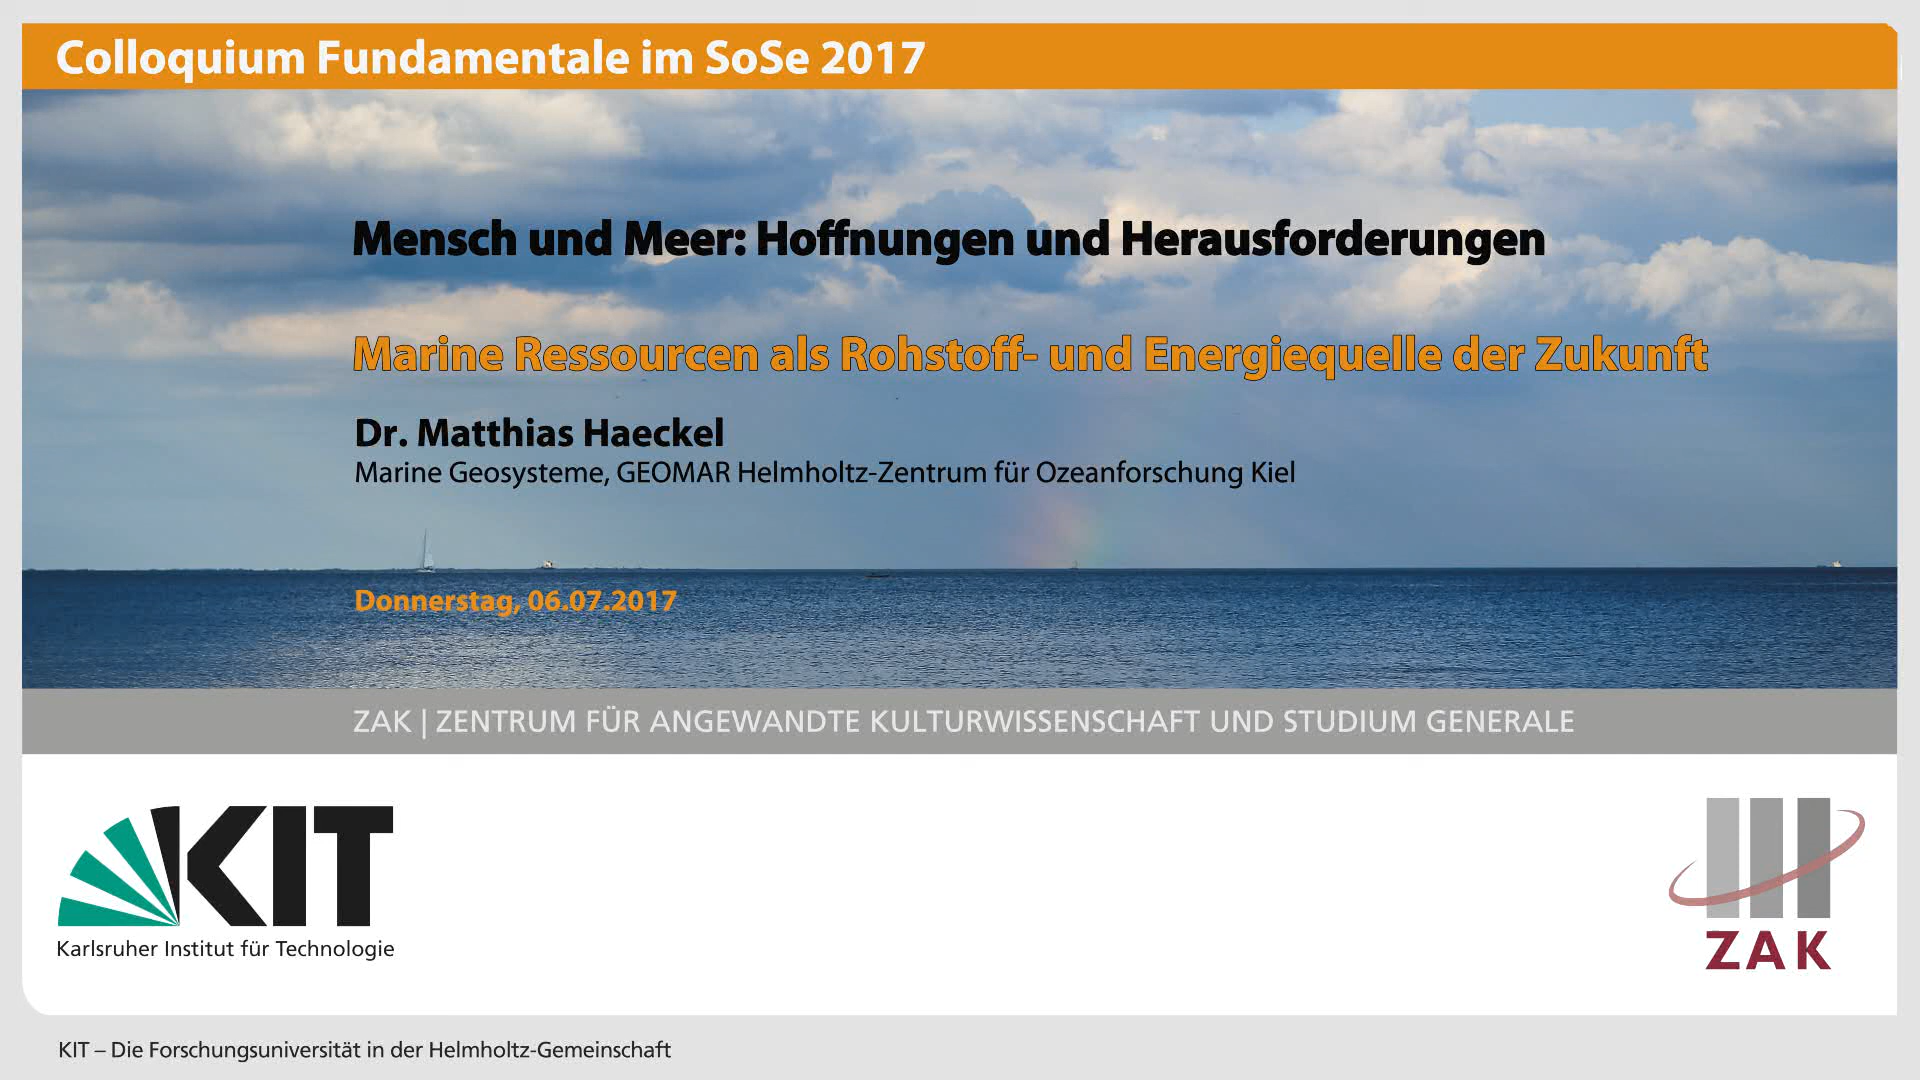 Colloquium Fundamentale im SoSe 2017
Mensch und Meer: Hoffnungen und Herausforderungen
Marine Ressourcen als Rohstoff- und Energiequelle der Zukunft
Dr. Matthias Haeckel
Marine Geosysteme, GEOMAR Helmholtz-Zentrum für Ozeanforschung Kiel
Donnerstag, 06.07.2017
ZAK | ZENTRUM FÜR ANGEWANDTE KULTURWISSENSCHAFT UND STUDIUM GENERALE
KIT
Karlsruher Institut für Technologie
ZAK
KIT – Die Forschungsuniversität in der Helmholtz-Gemeinschaft